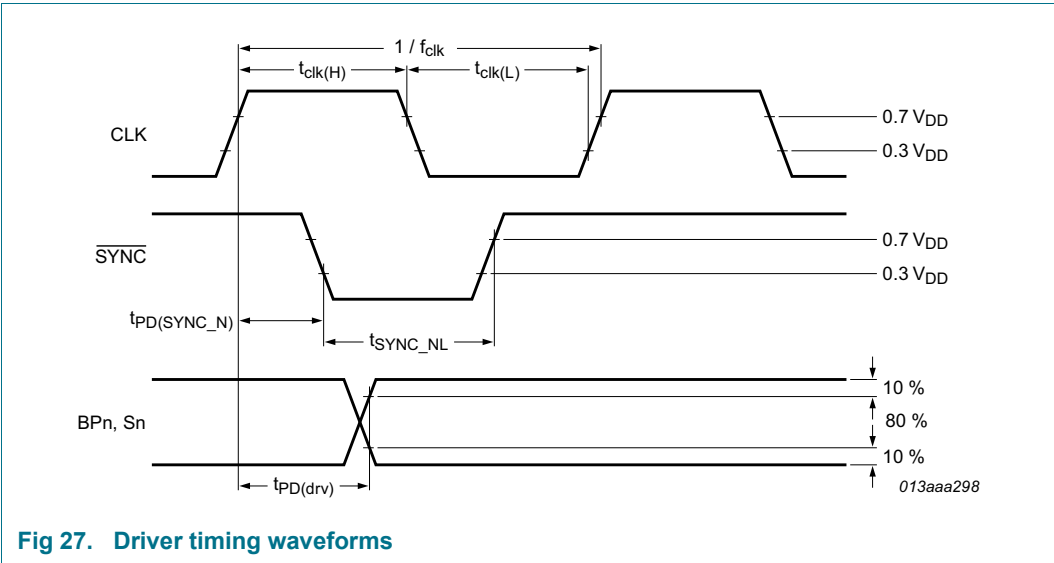 1 / fclk
tclk(H)
tclk(L)
CLK
0.7 VDD
0.3 VDD
SYNC
0.7 VDD
0.3 VDD
tPD(SYNC_N)
tSYNC_NL
BPn, Sn
10 %
80 %
10 %
tPD(drv)
013aaa298
Fig 27. Driver timing waveforms